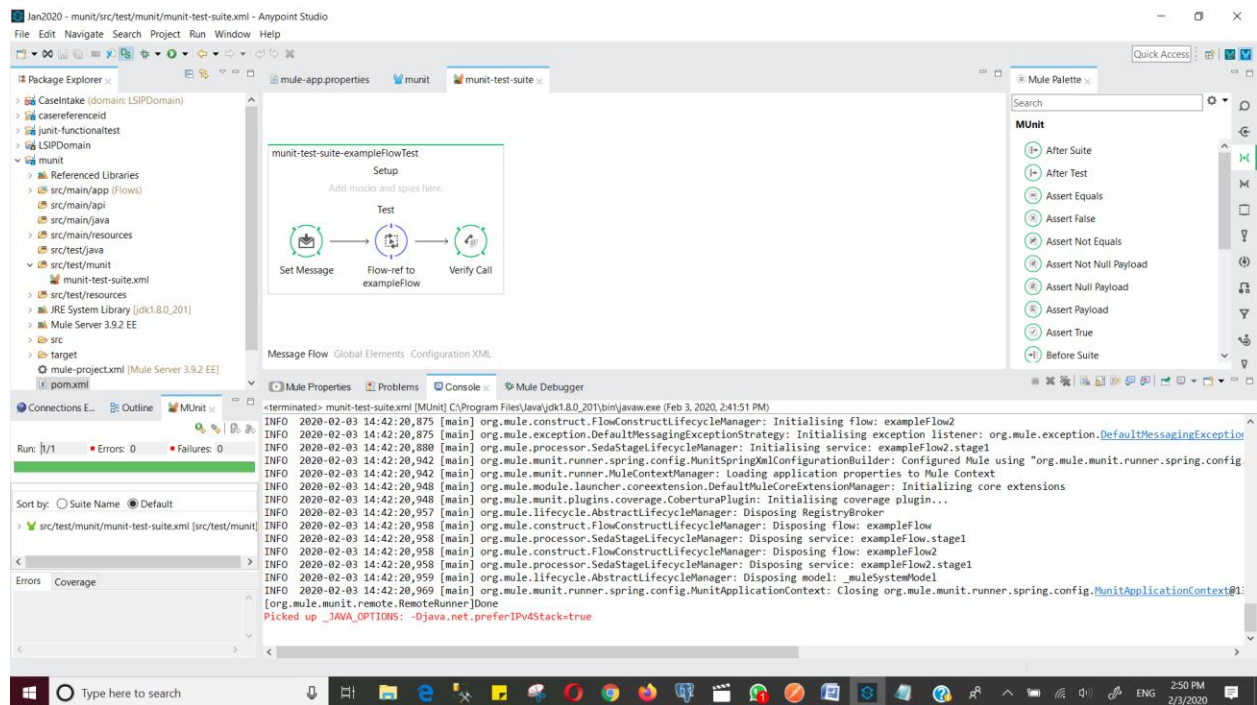 Jan2020 - munit/src/test/munit/munit-test-suite.xml - Anypoint Studio
File Edit Navigate Search Project Run Window Help
Quick Access
Package Explorer
CaseIntake (domain: LSIPDomain)
casereferenceid
junit-functionaltest
LSIPDomain
munit
Referenced Libraries
src/main/app (Flows)
src/main/api
src/main/java
src/main/resources
src/test/java
src/test/munit
munit-test-suite.xml
src/test/resources
JRE System Library [jdk1.8.0_201]
Mule Server 3.9.2 EE
src
target
mule-project.xml [Mule Server 3.9.2 EE]
pom.xml
mule-app.properties munit munit-test-suite
munit-test-suite-exampleFlowTest
Setup
Add mocks and spies here.
Test
Set Message
Flow-ref to
exampleFlow
Verify Call
Message Flow Global Elements Configuration XML
Mule Palette
Search
MUnit
After Suite
After Test
Assert Equals
Assert False
Assert Not Equals
Assert Not Null Payload
Assert Null Payload
Assert Payload
Assert True
Before Suite
Connections E... Outline MUnit
Run: 1/1 Errors: 0 Failures: 0
Sort by: Suite Name Default
src/test/munit/munit-test-suite.xml [src/test/munit]
Errors Coverage
Mule Properties Problems Console Mule Debugger
<terminated> munit-test-suite.xml [MUnit] C:\Program Files\Java\jdk1.8.0_201\bin\javaw.exe (Feb 3, 2020, 2:41:51 PM)
INFO 2020-02-03 14:42:20,875 [main] org.mule.construct.FlowConstructLifecycleManager: Initialising flow: exampleFlow2
INFO 2020-02-03 14:42:20,875 [main] org.mule.exception.DefaultMessagingExceptionStrategy: Initialising exception listener: org.mule.exception.DefaultMessagingException
INFO 2020-02-03 14:42:20,880 [main] org.mule.processor.SedaStageLifecycleManager: Initialising service: exampleFlow2.stage1
INFO 2020-02-03 14:42:20,942 [main] org.mule.munit.runner.spring.config.MunitSpringXmlConfigurationBuilder: Configured Mule using "org.mule.munit.runner.spring.config.
INFO 2020-02-03 14:42:20,942 [main] org.mule.munit.runner.MuleContextManager: Loading application properties to Mule Context
INFO 2020-02-03 14:42:20,948 [main] org.mule.module.launcher.coreextension.DefaultMuleCoreExtensionManager: Initializing core extensions
INFO 2020-02-03 14:42:20,948 [main] org.mule.munit.plugins.coverage.CoberturaPlugin: Initialising coverage plugin...
INFO 2020-02-03 14:42:20,957 [main] org.mule.lifecycle.AbstractLifecycleManager: Disposing RegistryBroker
INFO 2020-02-03 14:42:20,958 [main] org.mule.construct.FlowConstructLifecycleManager: Disposing flow: exampleFlow
INFO 2020-02-03 14:42:20,958 [main] org.mule.processor.SedaStageLifecycleManager: Disposing service: exampleFlow.stage1
INFO 2020-02-03 14:42:20,958 [main] org.mule.construct.FlowConstructLifecycleManager: Disposing flow: exampleFlow2
INFO 2020-02-03 14:42:20,958 [main] org.mule.processor.SedaStageLifecycleManager: Disposing service: exampleFlow2.stage1
INFO 2020-02-03 14:42:20,959 [main] org.mule.lifecycle.AbstractLifecycleManager: Disposing model: _muleSystemModel
INFO 2020-02-03 14:42:20,969 [main] org.mule.munit.runner.spring.config.MunitApplicationContext: Closing org.mule.munit.runner.spring.config.MunitApplicationContext@1
[org.mule.munit.remote.RemoteRunner]Done
Picked up _JAVA_OPTIONS: -Djava.net.preferIPv4Stack=true
Type here to search
ENG
2:50 PM
2/3/2020